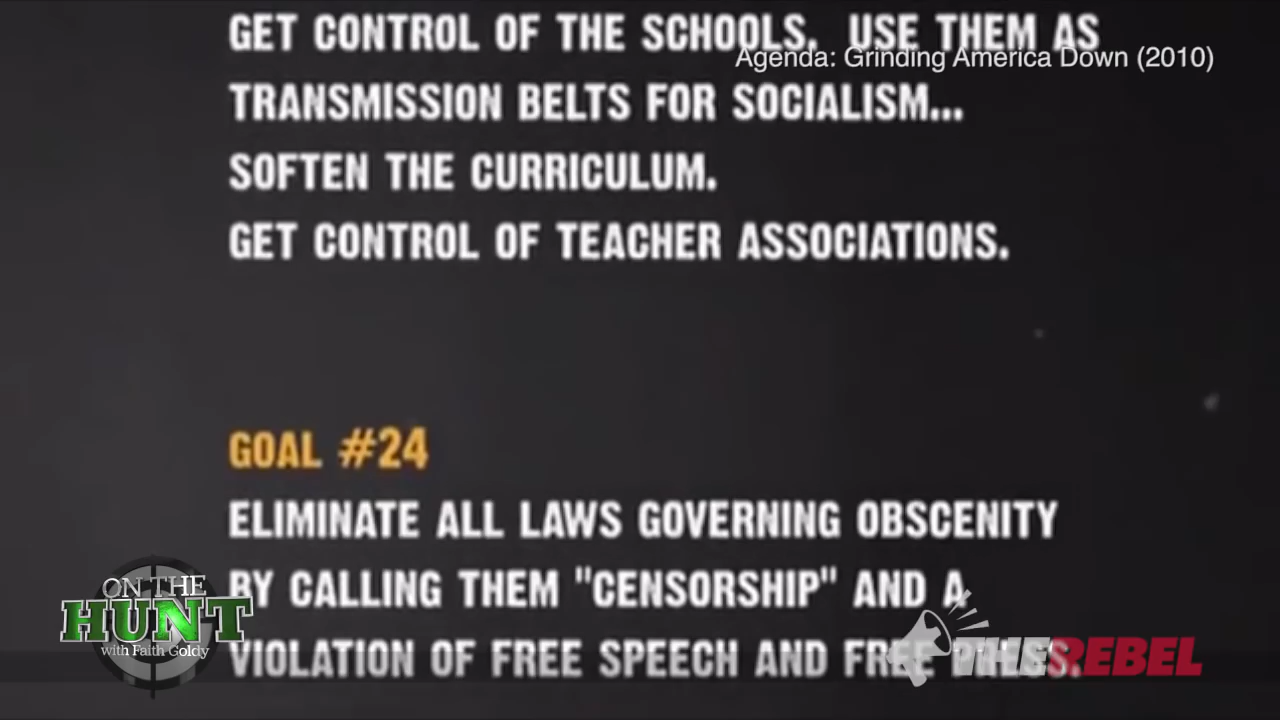 GET CONTROL OF THE SCHOOLS. USE THEM AS
Agenda: Grinding America Down (2010)
TRANSMISSION BELTS FOR SOCIALISM...
SOFTEN THE CURRICULUM.
GET CONTROL OF TEACHER ASSOCIATIONS.
GOAL #24
ELIMINATE ALL LAWS GOVERNING OBSCENITY
BY CALLING THEM "CENSORSHIP" AND A
VIOLATION OF FREE SPEECH AND FREE
ON THE
HUNT
with Faith Goldy
THE REBEL